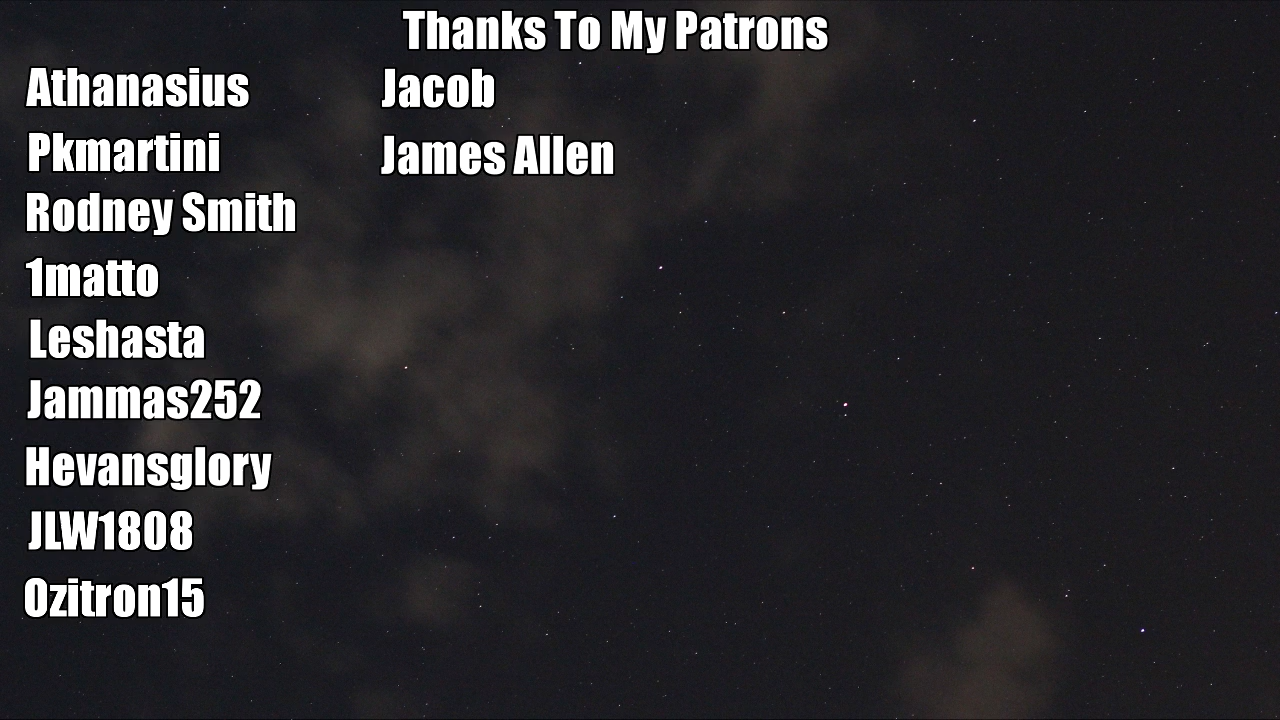 Thanks To My Patrons
Athanasius
Pkmartini
Rodney Smith
1matto
Leshasta
Jammas252
Hevansglory
JLW1808
Ozitron15
Jacob
James Allen